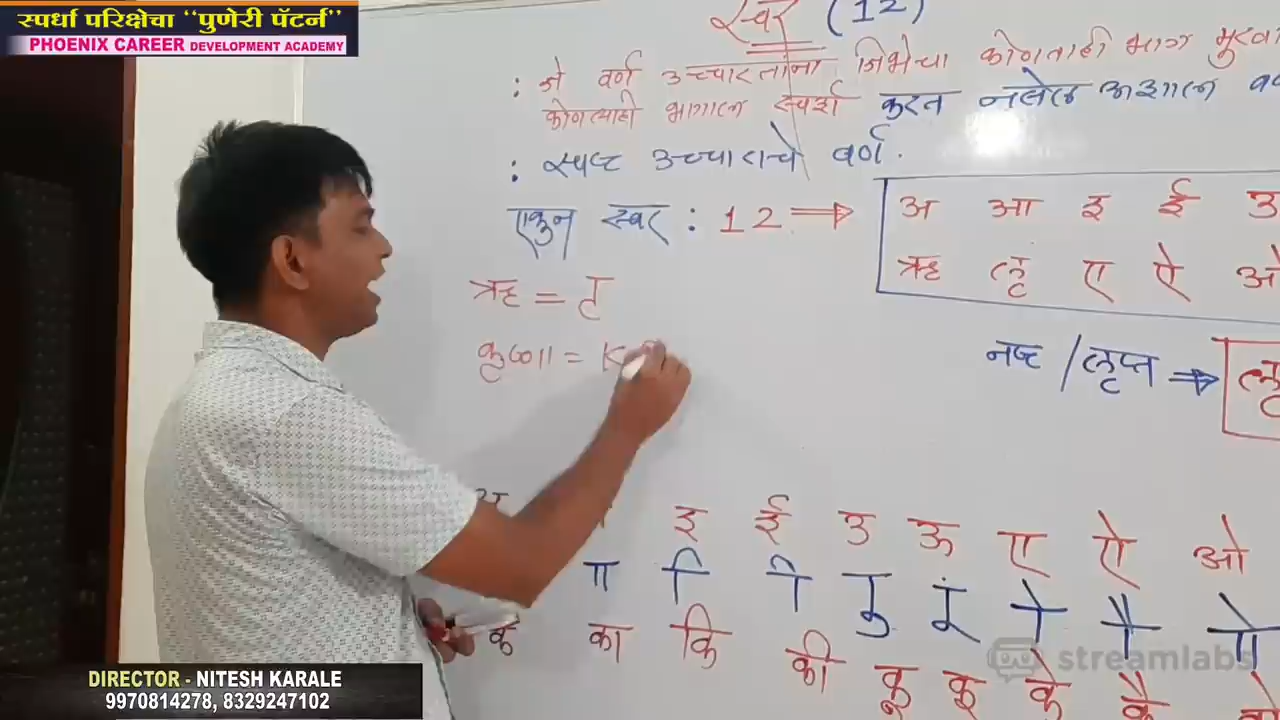 स्पर्धा परिक्षेचा "पुणेरी पॅटर्न"
PHOENIX CAREER DEVELOPMENT ACADEMY
स्वर (12)
: जे वर्ण उच्चारतांना जिभेचा कोणताही भाग मुखा
कोणत्याही भागाला स्पर्श करत नसेल अशाला
: स्पष्ट उच्चाराचे वर्ण.
एकुन स्वर : 12 ⇒ अ आ इ ई उ
ऋ लृ ए ऐ ओ
ऋ = ृ
कृष्णा = K
नष्ट / लृप्त ⇒ लृ
इ ई उ ऊ ए ऐ ओ
ा ि ी ु ू े ै ो
क का कि की कु कू के कै को
streamlabs
DIRECTOR - NITESH KARALE
9970814278, 8329247102